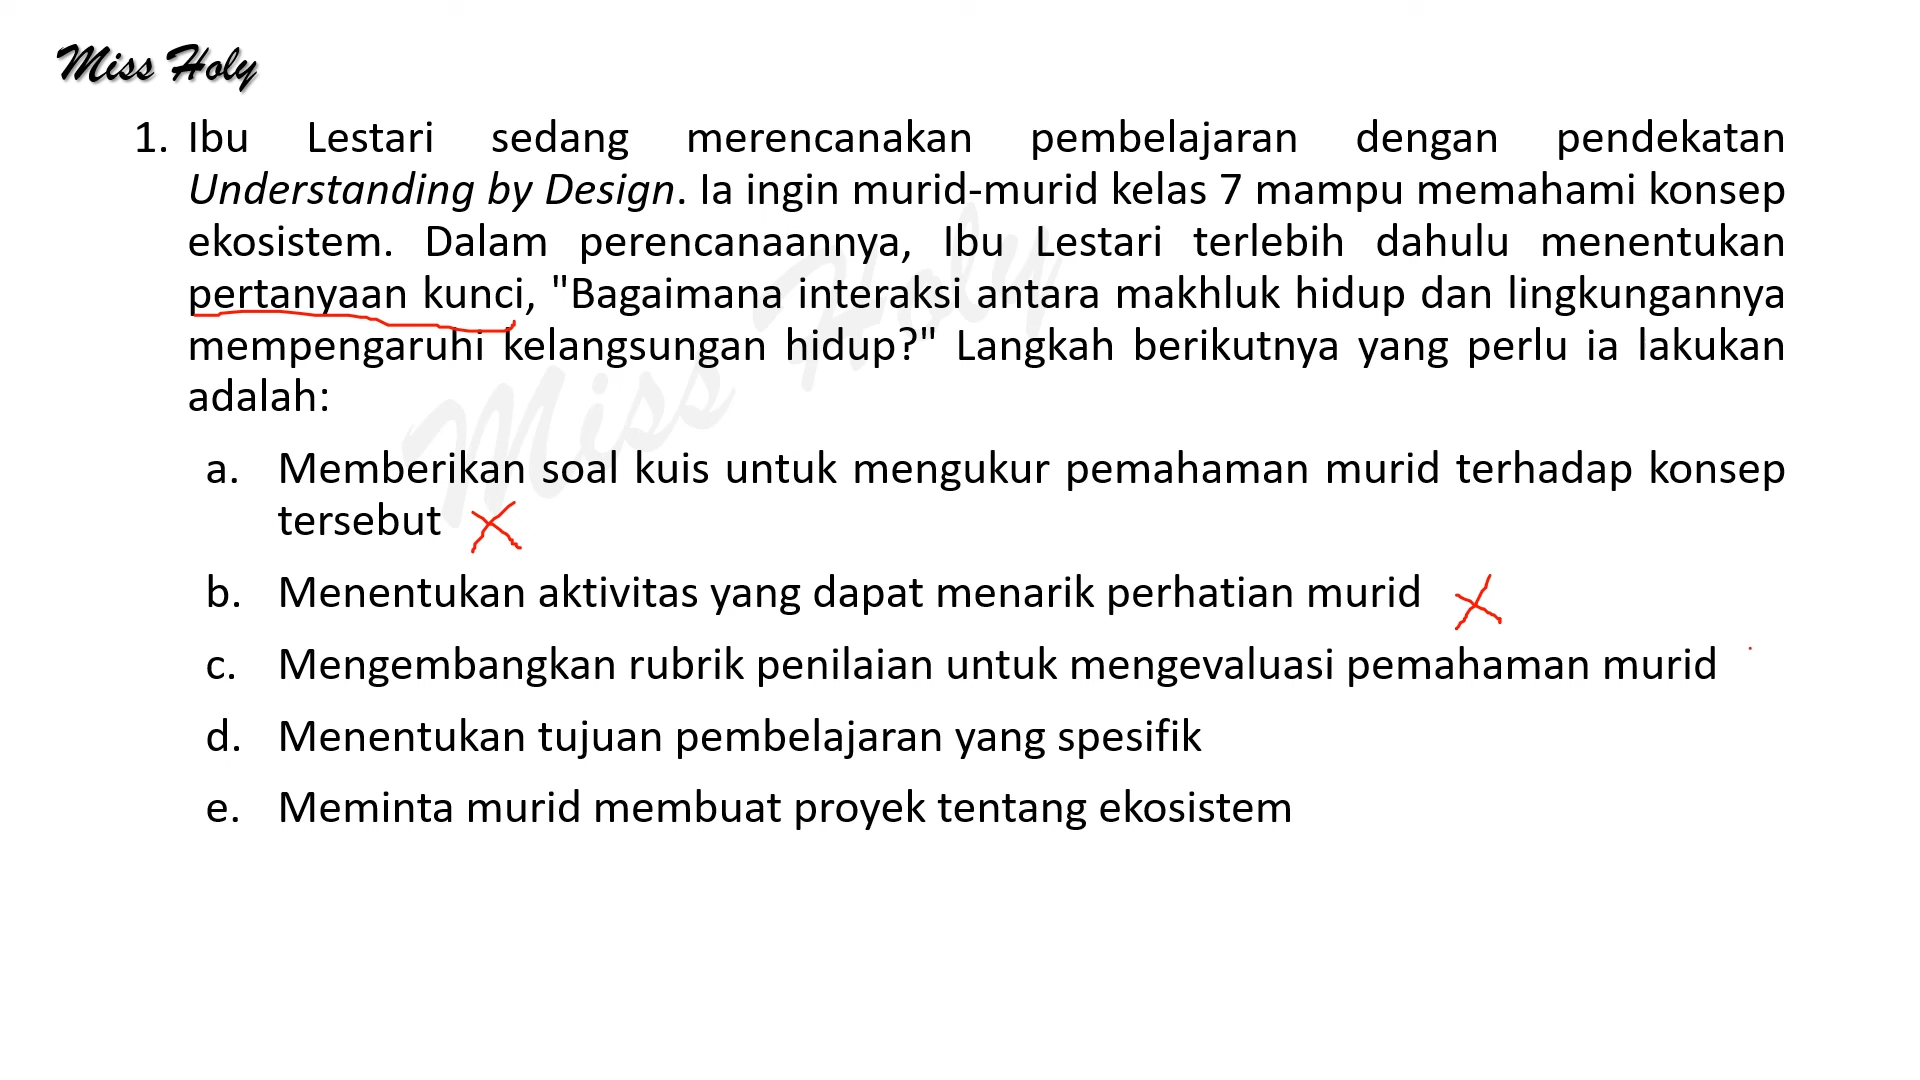 Miss Holy
1. Ibu Lestari sedang merencanakan pembelajaran dengan pendekatan
Understanding by Design. Ia ingin murid-murid kelas 7 mampu memahami konsep
ekosistem. Dalam perencanaannya, Ibu Lestari terlebih dahulu menentukan
pertanyaan kunci, "Bagaimana interaksi antara makhluk hidup dan lingkungannya
mempengaruhi kelangsungan hidup?" Langkah berikutnya yang perlu ia lakukan
adalah:
a. Memberikan soal kuis untuk mengukur pemahaman murid terhadap konsep
tersebut
b. Menentukan aktivitas yang dapat menarik perhatian murid
c. Mengembangkan rubrik penilaian untuk mengevaluasi pemahaman murid
d. Menentukan tujuan pembelajaran yang spesifik
e. Meminta murid membuat proyek tentang ekosistem
Miss Holy